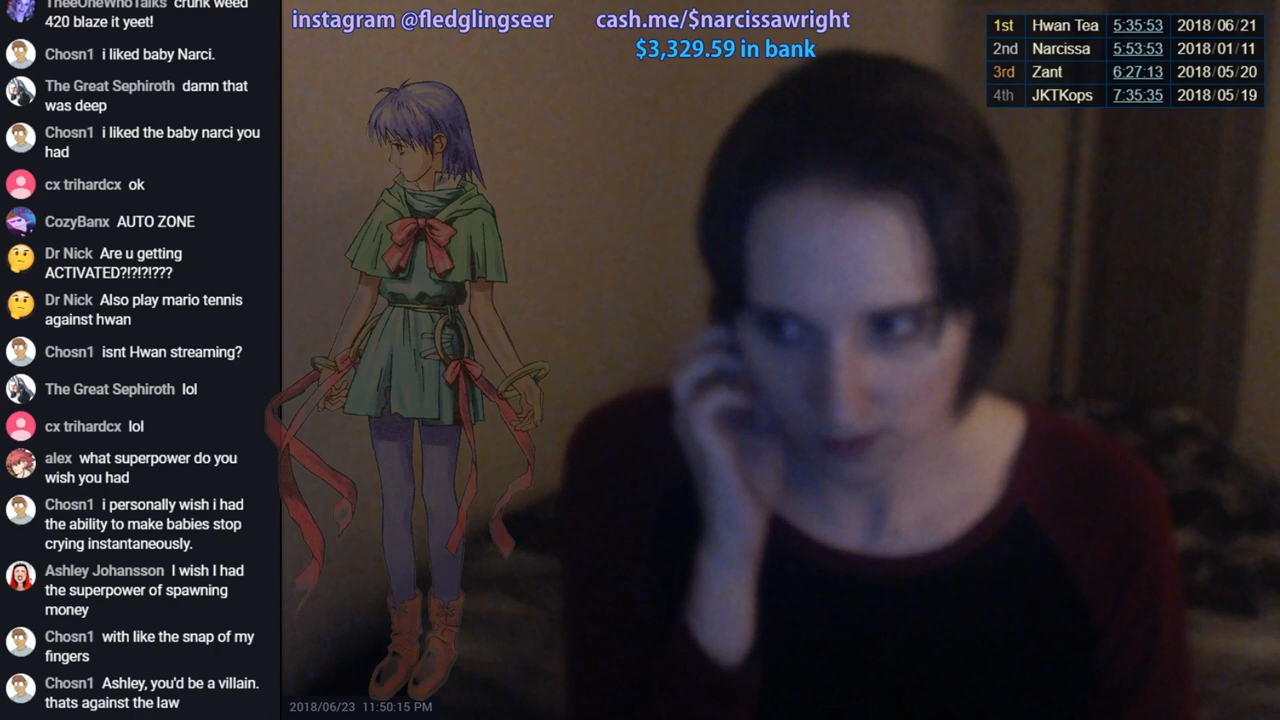 TheeOneWhoTalks crunk weed
420 blaze it yeet!
Chosn1 i liked baby Narci.
The Great Sephiroth damn that
was deep
Chosn1 i liked the baby narci you
had
cx trihardcx ok
CozyBanx AUTO ZONE
Dr Nick Are u getting
ACTIVATED?!?!?!???
Dr Nick Also play mario tennis
against hwan
Chosn1 isnt Hwan streaming?
The Great Sephiroth lol
cx trihardcx lol
alex what superpower do you
wish you had
Chosn1 i personally wish i had
the ability to make babies stop
crying instantaneously.
Ashley Johansson I wish I had
the superpower of spawning
money
Chosn1 with like the snap of my
fingers
Chosn1 Ashley, you'd be a villain.
thats against the law
instagram @fledglingseer
cash.me/$narcissawright
$3,329.59 in bank
1st Hwan Tea 5:35:53 2018/06/21
2nd Narcissa 5:53:53 2018/01/11
3rd Zant 6:27:13 2018/05/20
4th JKTKops 7:35:35 2018/05/19
2018/06/23 11:50:15 PM